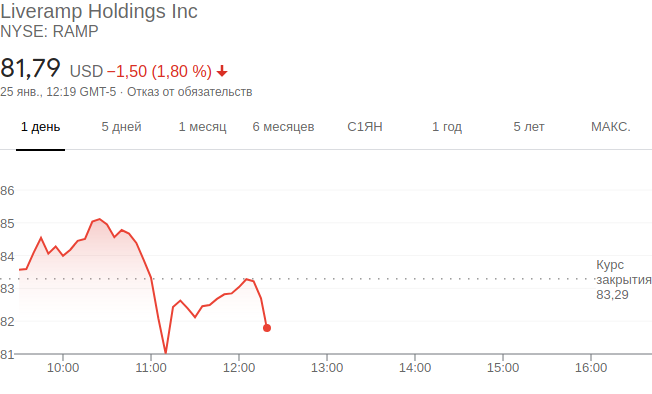 Liveramp Holdings Inc
NYSE: RAMP
81,79 USD −1,50 (1,80 %)
25 янв., 12:19 GMT-5 · Отказ от обязательств
1 день 5 дней 1 месяц 6 месяцев С1ЯН 1 год 5 лет МАКС.
86
85
84
Курс
закрытия
83
83,29
82
81
10:00 11:00 12:00 13:00 14:00 15:00 16:00